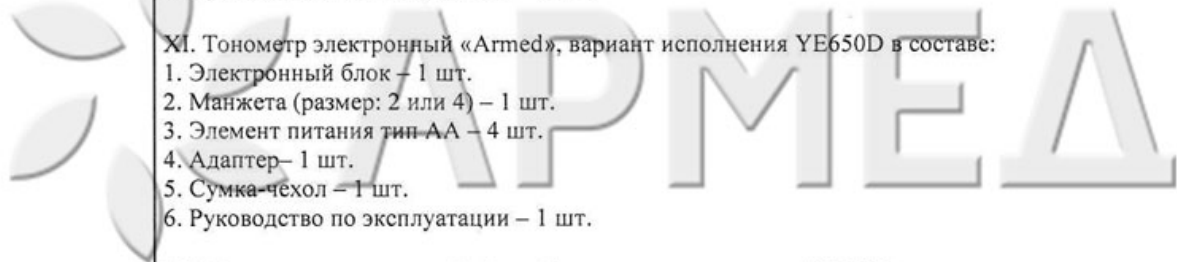 XI. Тонометр электронный «Armed», вариант исполнения YE650D в составе:
1. Электронный блок – 1 шт.
2. Манжета (размер: 2 или 4) – 1 шт.
3. Элемент питания тип АА – 4 шт.
4. Адаптер– 1 шт.
5. Сумка-чехол – 1 шт.
6. Руководство по эксплуатации – 1 шт.
АРМЕД